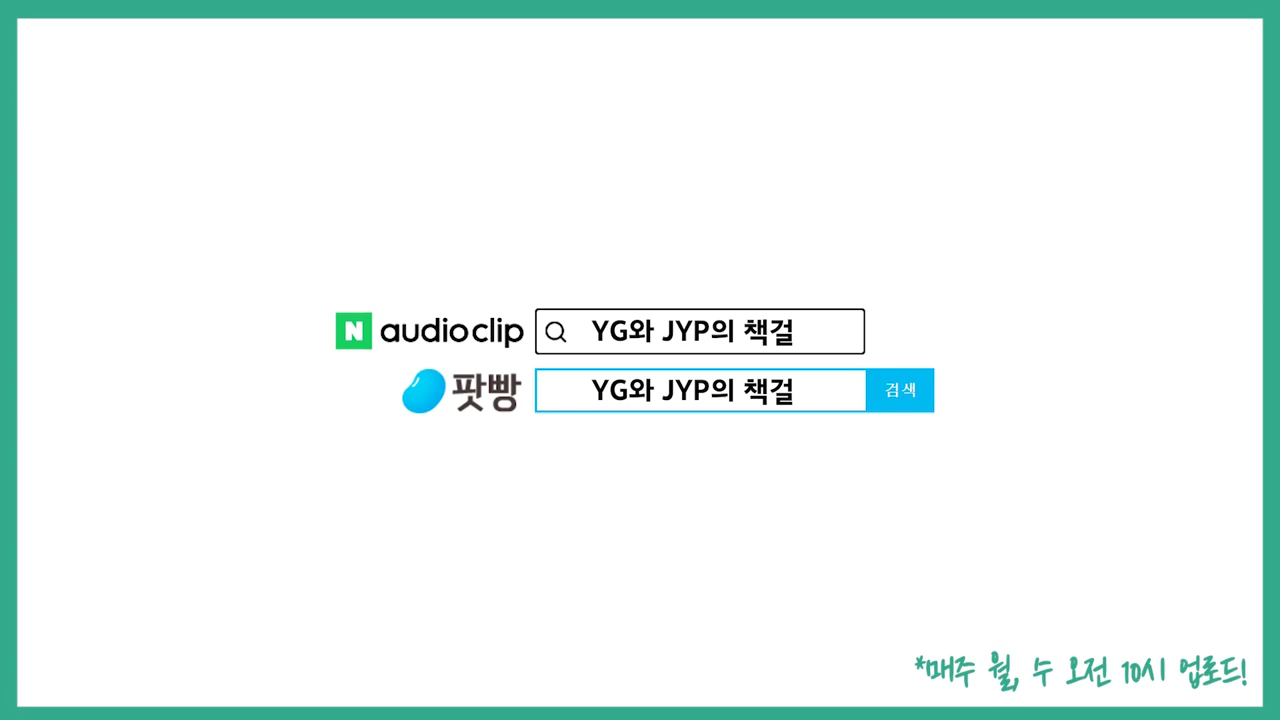 N audioclip YG와 JYP의 책걸
팟빵 YG와 JYP의 책걸 검색
*매주 월, 수 오전 10시 업로드!